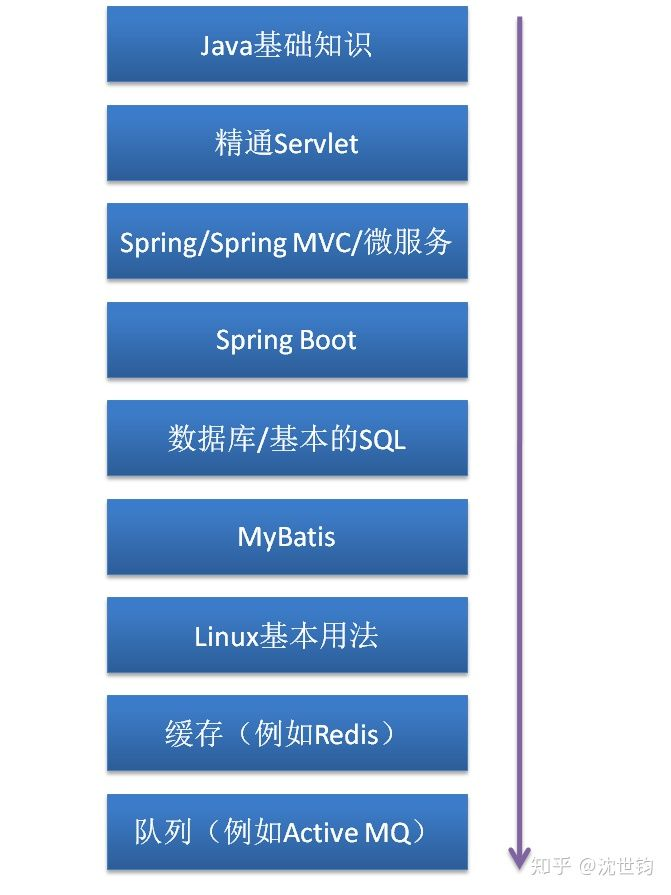 Java基础知识
精通Servlet
Spring/Spring MVC/微服务
Spring Boot
数据库/基本的SQL
MyBatis
Linux基本用法
缓存（例如Redis）
队列（例如Active MQ）
知乎 @沈世钧